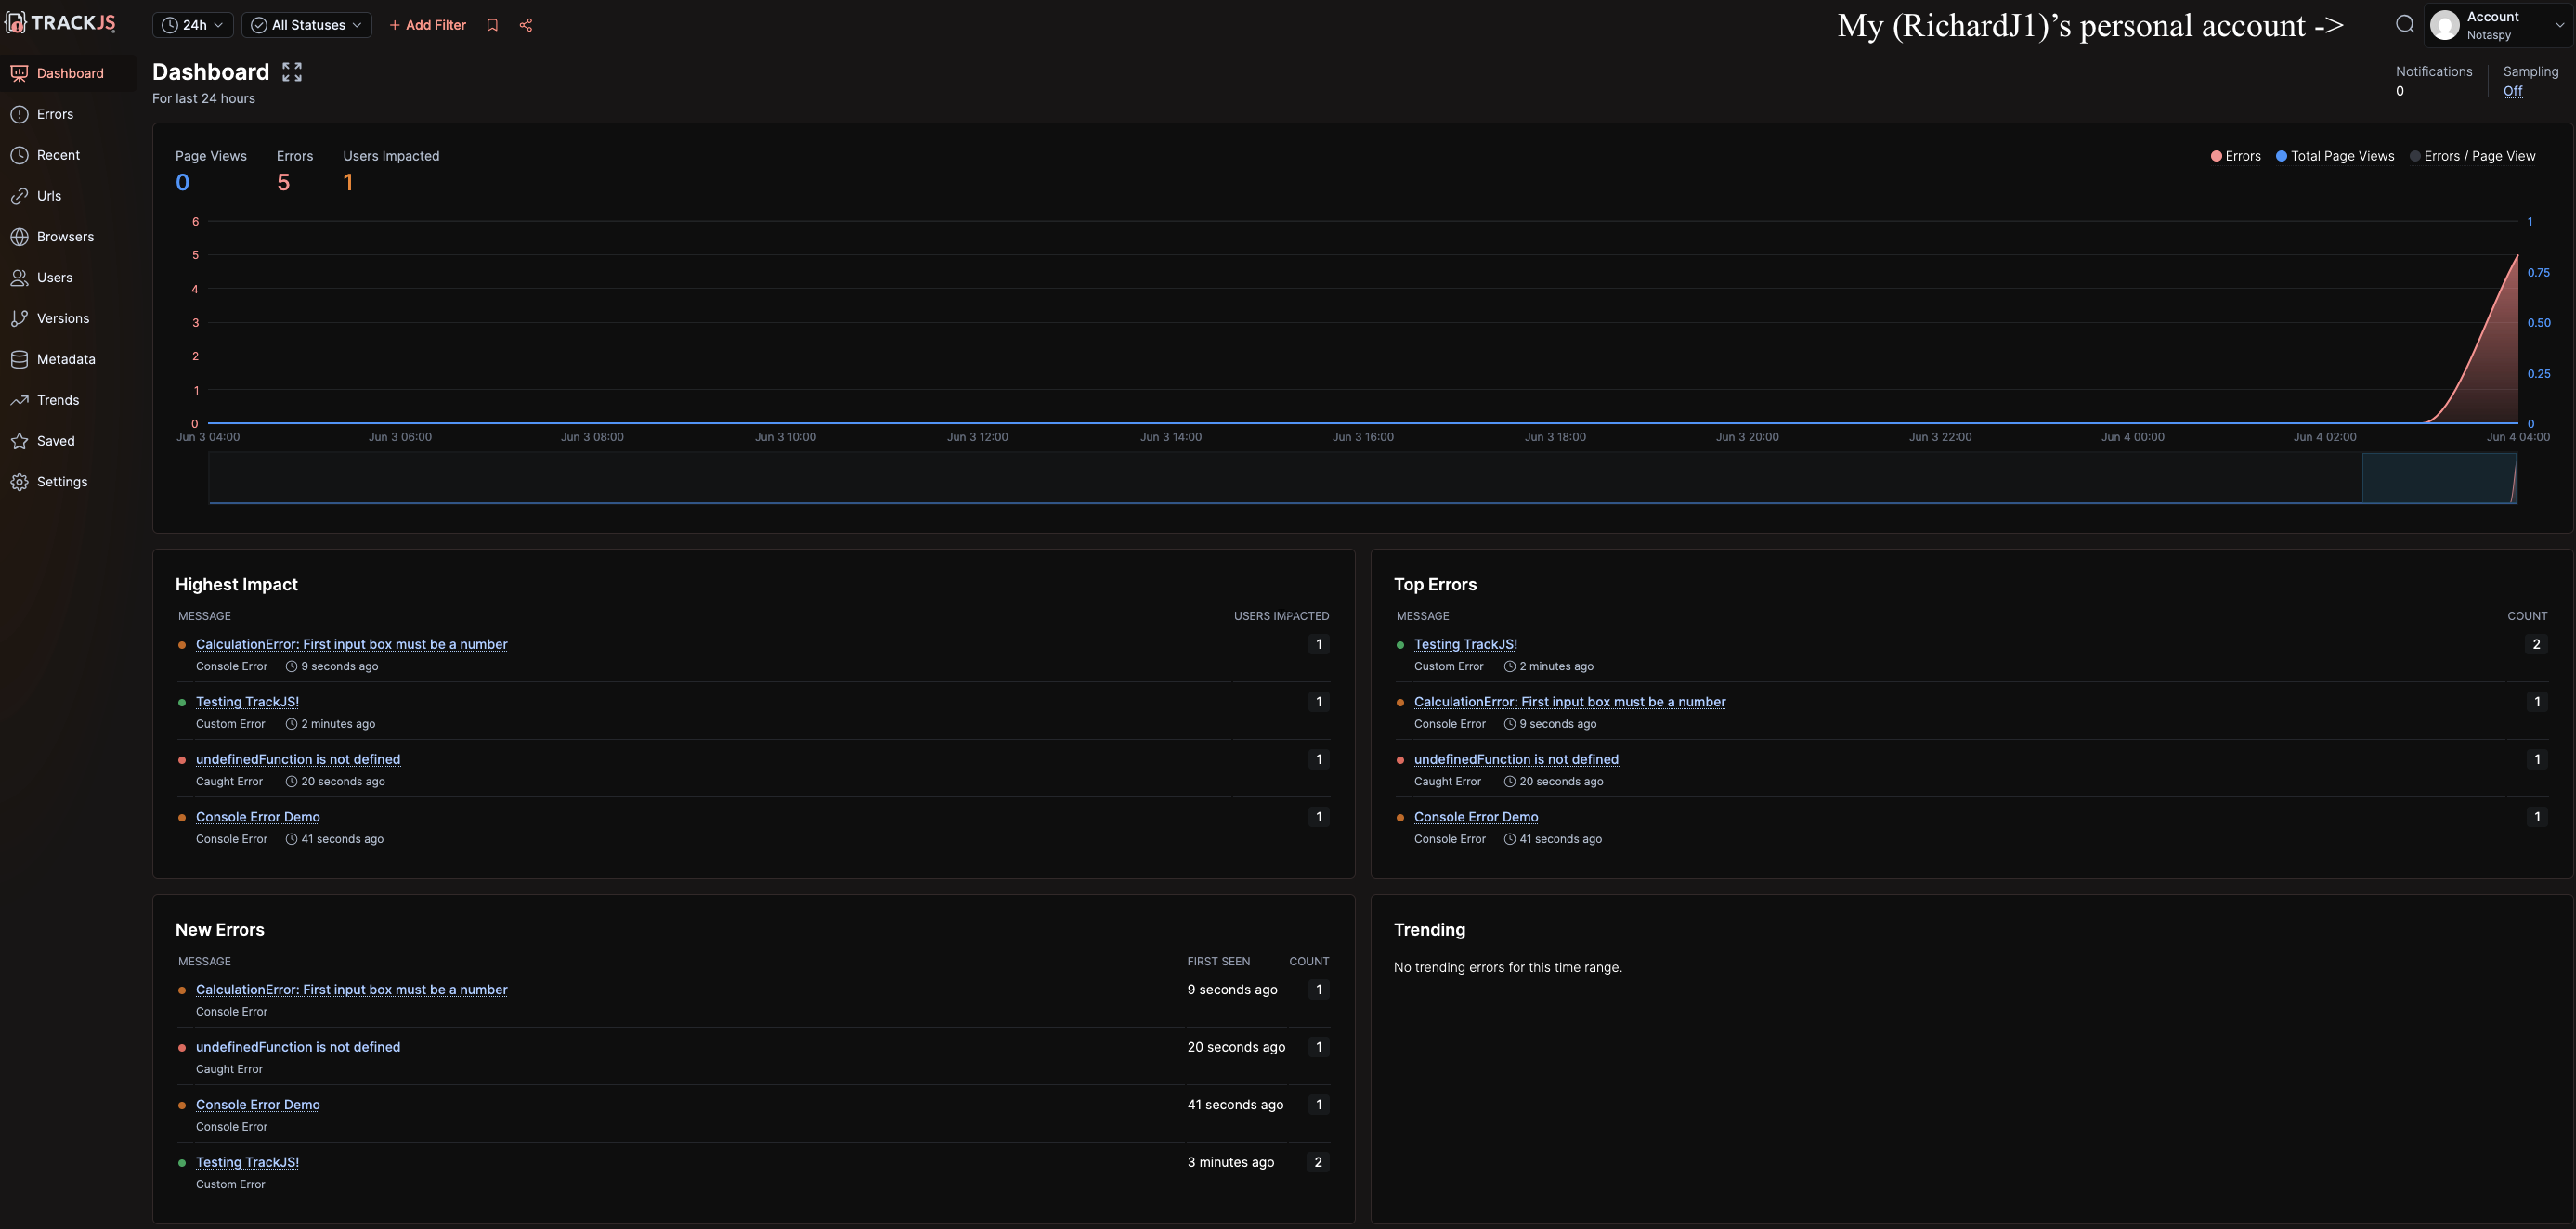 TRACKJS
24h
All Statuses
+ Add Filter
My (RichardJ1)’s personal account ->
Account
Notaspy
Dashboard
Errors
Recent
Urls
Browsers
Users
Versions
Metadata
Trends
Saved
Settings
Dashboard
For last 24 hours
Notifications
0
Sampling
Off
Page Views
0
Errors
5
Users Impacted
1
Errors
Total Page Views
Errors / Page View
6
5
4
3
2
1
0
1
0.75
0.50
0.25
0
Jun 3 04:00
Jun 3 06:00
Jun 3 08:00
Jun 3 10:00
Jun 3 12:00
Jun 3 14:00
Jun 3 16:00
Jun 3 18:00
Jun 3 20:00
Jun 3 22:00
Jun 4 00:00
Jun 4 02:00
Jun 4 04:00
Highest Impact
MESSAGE USERS IMPACTED
CalculationError: First input box must be a number 1
Console Error 9 seconds ago
Testing TrackJS! 1
Custom Error 2 minutes ago
undefinedFunction is not defined 1
Caught Error 20 seconds ago
Console Error Demo 1
Console Error 41 seconds ago
Top Errors
MESSAGE COUNT
Testing TrackJS! 2
Custom Error 2 minutes ago
CalculationError: First input box must be a number 1
Console Error 9 seconds ago
undefinedFunction is not defined 1
Caught Error 20 seconds ago
Console Error Demo 1
Console Error 41 seconds ago
New Errors
MESSAGE FIRST SEEN COUNT
CalculationError: First input box must be a number 9 seconds ago 1
Console Error
undefinedFunction is not defined 20 seconds ago 1
Caught Error
Console Error Demo 41 seconds ago 1
Console Error
Testing TrackJS! 3 minutes ago 2
Custom Error
Trending
No trending errors for this time range.